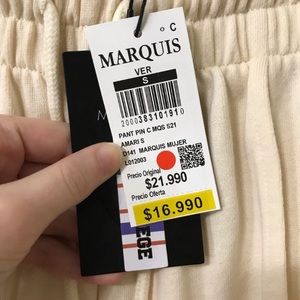 ° C
MARQUIS
VER
S
2000383101910
PANT PIN C MQS S21
AMARI S
D141 MARQUIS MUJER
L012003
Precio Original
$21.990
Precio Oferta
$16.990
EGE